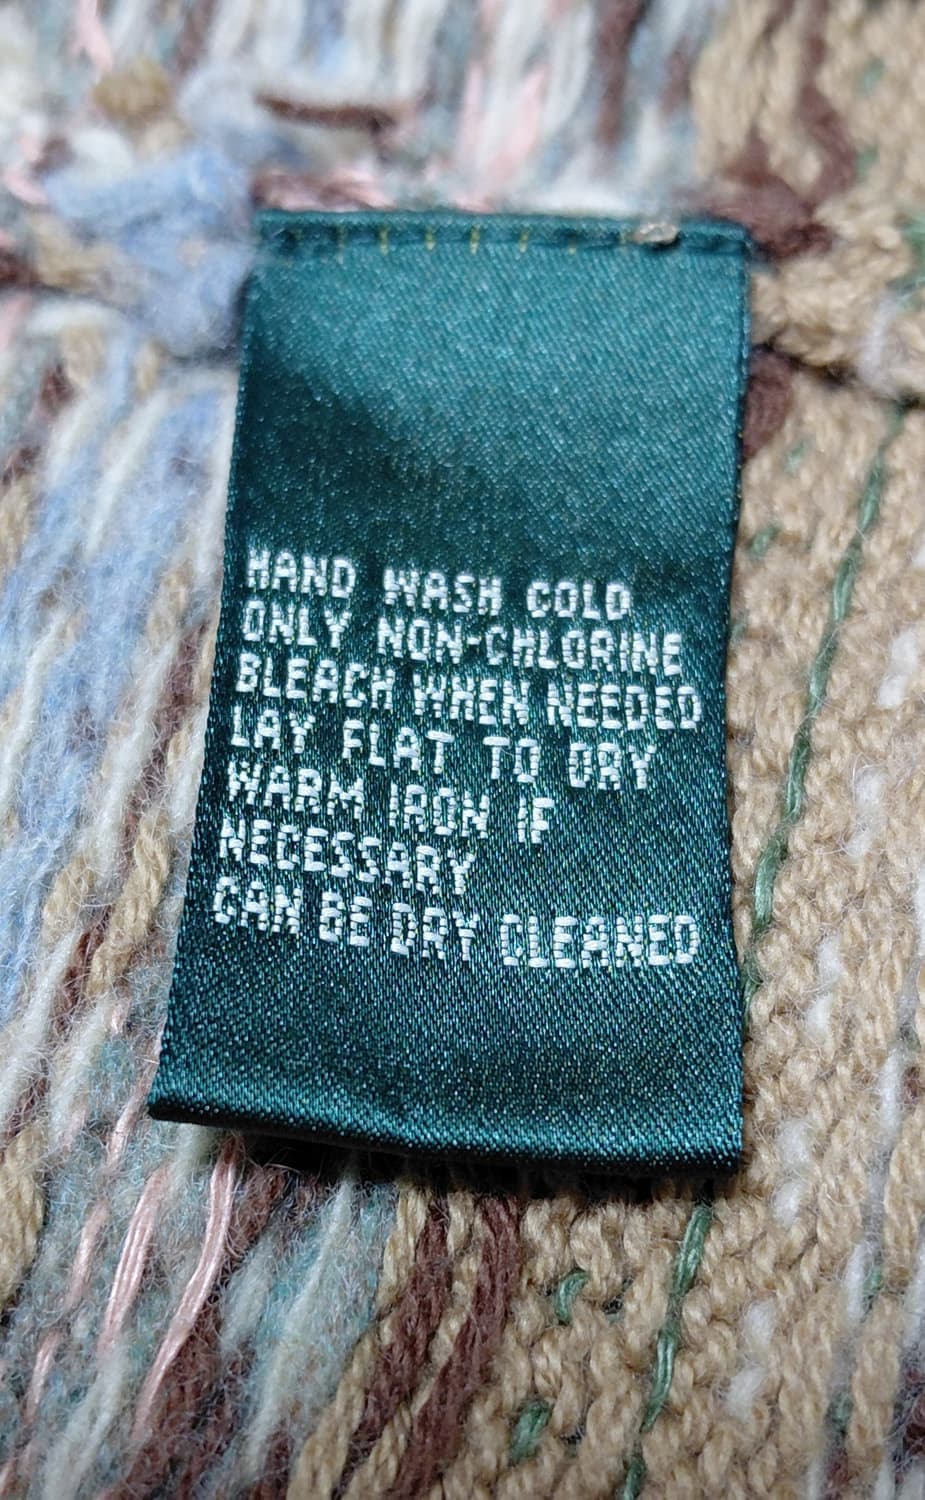 HAND WASH COLD
ONLY NON-CHLORINE
BLEACH WHEN NEEDED
LAY FLAT TO DRY
WARM IRON IF
NECESSARY
CAN BE DRY CLEANED